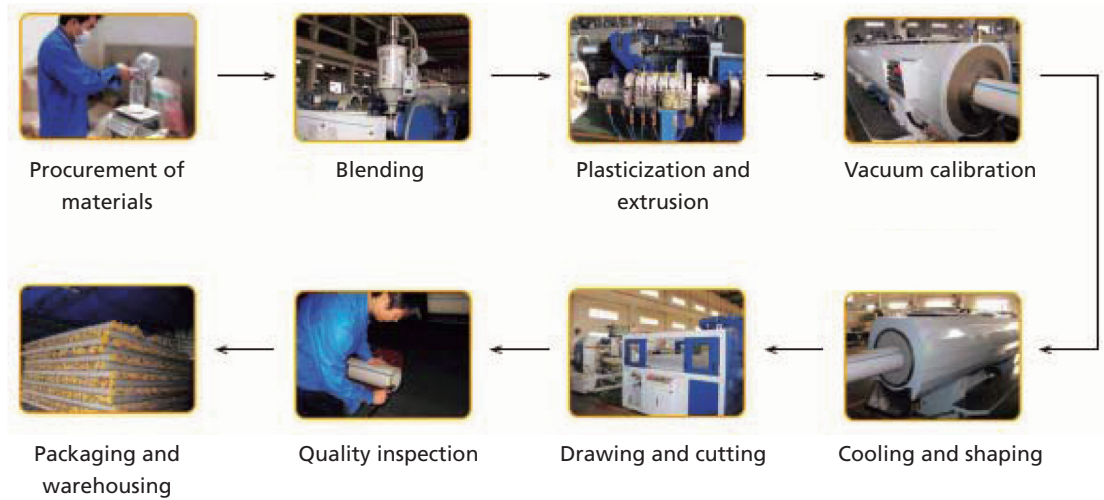 Procurement of
materials
Blending
Plasticization and
extrusion
Vacuum calibration
Cooling and shaping
Drawing and cutting
Quality inspection
Packaging and
warehousing